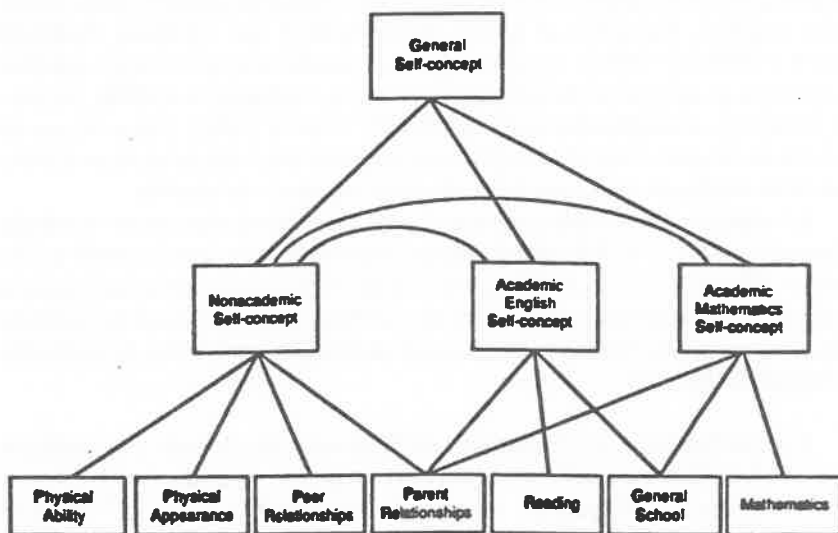 General
Self-concept
Nonacademic
Self-concept
Academic
English
Self-concept
Academic
Mathematics
Self-concept
Physical
Ability
Physical
Appearance
Peer
Relationships
Parent
Relationships
Reading
General
School
Mathematics